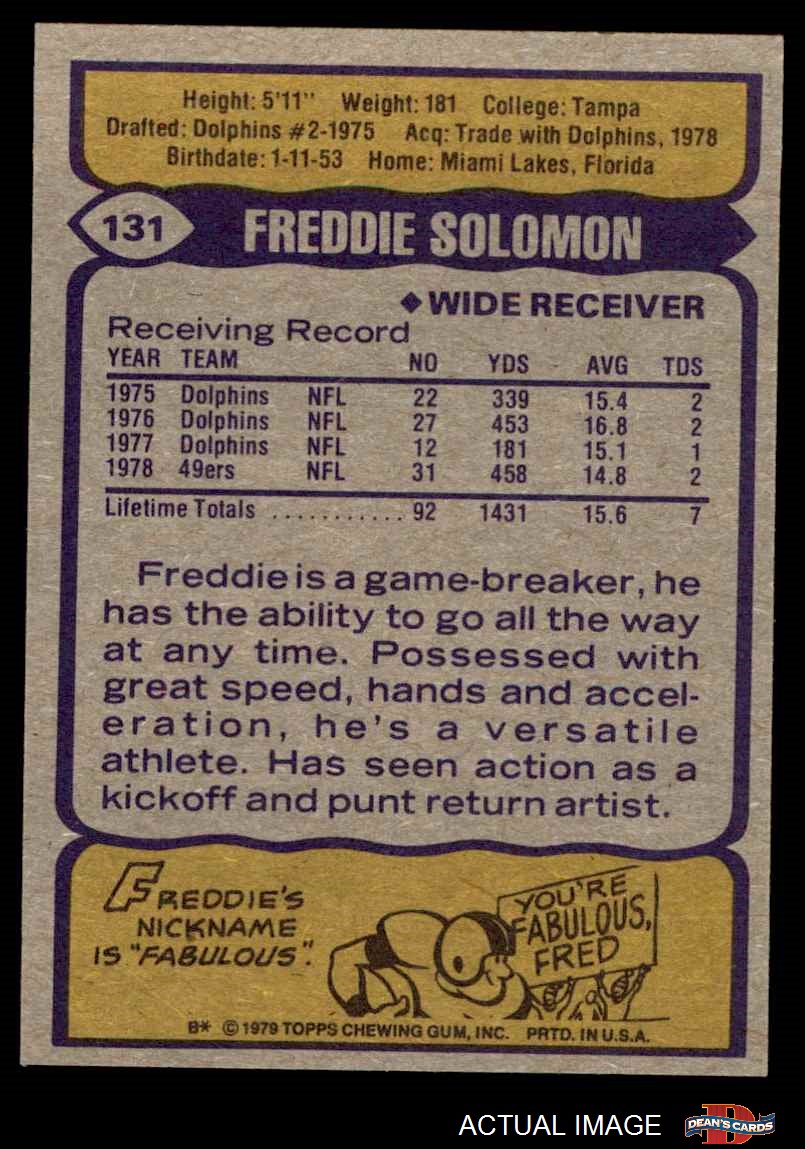 Height: 5'11" Weight: 181 College: Tampa
Drafted: Dolphins #2-1975 Acq: Trade with Dolphins, 1978
Birthdate: 1-11-53 Home: Miami Lakes, Florida
131 FREDDIE SOLOMON
◆ WIDE RECEIVER
Receiving Record
YEAR TEAM NO YDS AVG TDS
1975 Dolphins NFL 22 339 15.4 2
1976 Dolphins NFL 27 453 16.8 2
1977 Dolphins NFL 12 181 15.1 1
1978 49ers NFL 31 458 14.8 2
Lifetime Totals ........... 92 1431 15.6 7
Freddie is a game-breaker, he
has the ability to go all the way
at any time. Possessed with
great speed, hands and accel-
eration, he's a versatile
athlete. Has seen action as a
kickoff and punt return artist.
FREDDIE'S
NICKNAME
IS "FABULOUS".
YOU'RE
FABULOUS,
FRED
B* © 1979 TOPPS CHEWING GUM, INC. PRTD. IN U.S.A.
ACTUAL IMAGE
D
DEAN'S CARDS